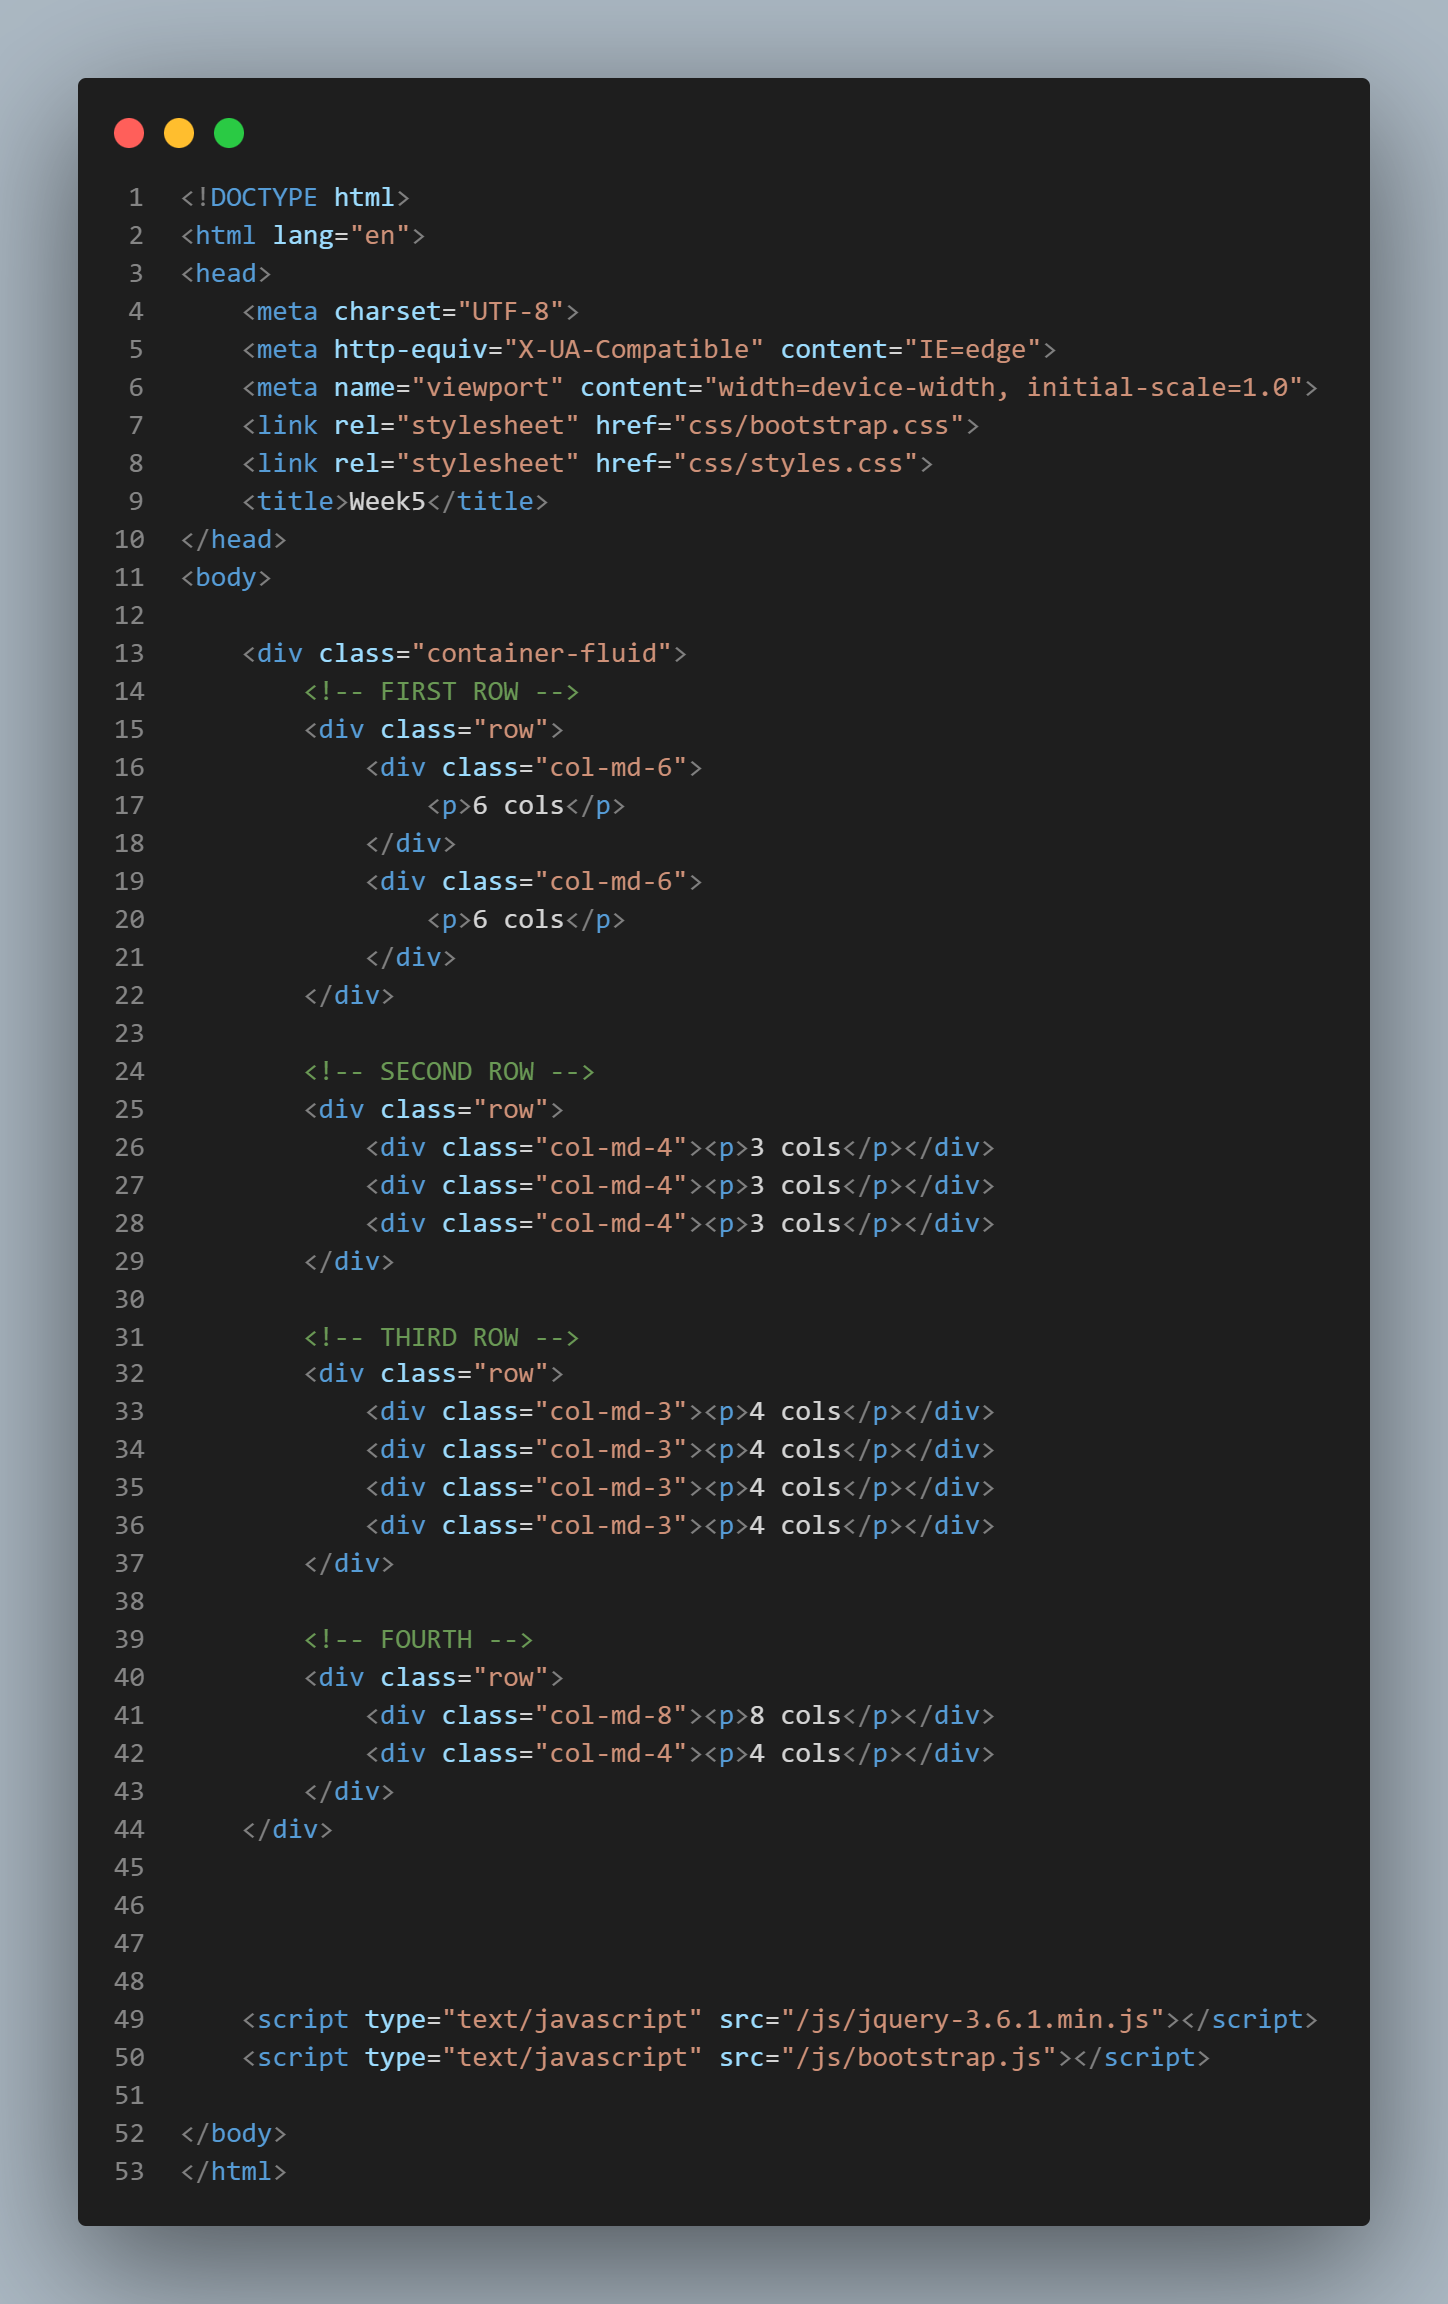 1 <!DOCTYPE html>
2 <html lang="en">
3 <head>
4     <meta charset="UTF-8">
5     <meta http-equiv="X-UA-Compatible" content="IE=edge">
6     <meta name="viewport" content="width=device-width, initial-scale=1.0">
7     <link rel="stylesheet" href="css/bootstrap.css">
8     <link rel="stylesheet" href="css/styles.css">
9     <title>Week5</title>
10 </head>
11 <body>
12
13     <div class="container-fluid">
14         <!-- FIRST ROW -->
15         <div class="row">
16             <div class="col-md-6">
17                 <p>6 cols</p>
18             </div>
19             <div class="col-md-6">
20                 <p>6 cols</p>
21             </div>
22         </div>
23
24         <!-- SECOND ROW -->
25         <div class="row">
26             <div class="col-md-4"><p>3 cols</p></div>
27             <div class="col-md-4"><p>3 cols</p></div>
28             <div class="col-md-4"><p>3 cols</p></div>
29         </div>
30
31         <!-- THIRD ROW -->
32         <div class="row">
33             <div class="col-md-3"><p>4 cols</p></div>
34             <div class="col-md-3"><p>4 cols</p></div>
35             <div class="col-md-3"><p>4 cols</p></div>
36             <div class="col-md-3"><p>4 cols</p></div>
37         </div>
38
39         <!-- FOURTH -->
40         <div class="row">
41             <div class="col-md-8"><p>8 cols</p></div>
42             <div class="col-md-4"><p>4 cols</p></div>
43         </div>
44     </div>
45
46
47
48
49     <script type="text/javascript" src="/js/jquery-3.6.1.min.js"></script>
50     <script type="text/javascript" src="/js/bootstrap.js"></script>
51
52 </body>
53 </html>